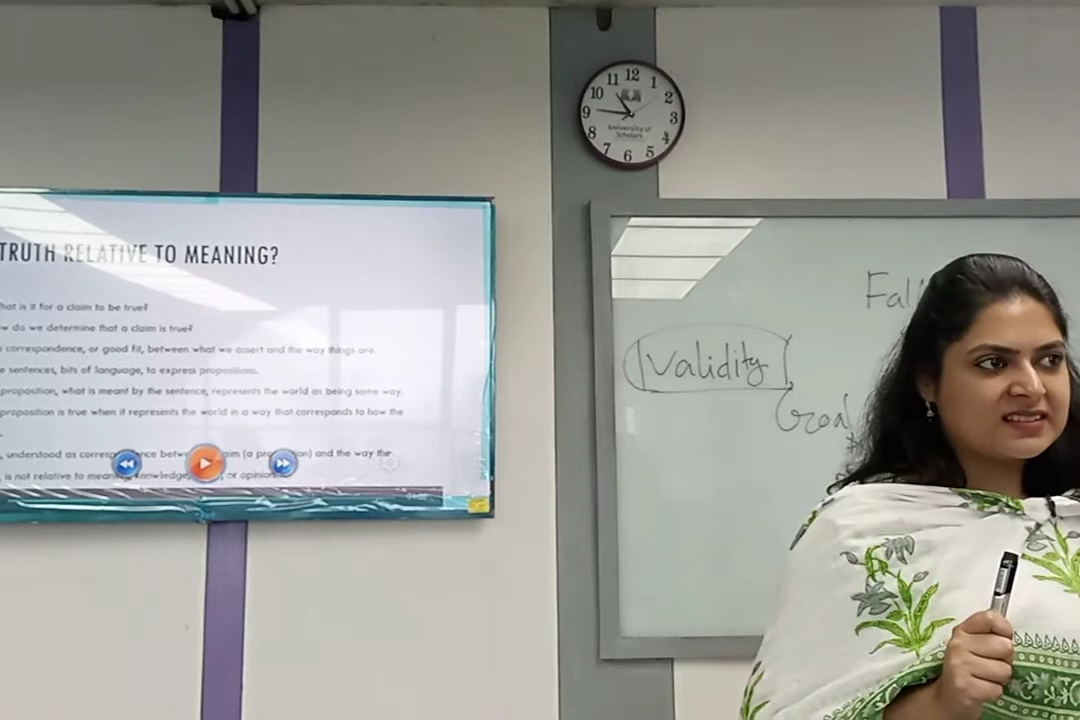 TRUTH RELATIVE TO MEANING?
hat is it for a claim to be true?
w do we determine that a claim is true?
correspondence, or good fit, between what we assert and the way things are.
e sentences, bits of language, to express propositions.
proposition, what is meant by the sentence, represents the world as being some way.
proposition is true when it represents the world in a way that corresponds to how the
, understood as correspo nce betw aim (a pro on) and the way the
, is not relative to meaning, knowledge, or opinion
12
1
2
3
4
5
6
7
8
9
10
11
University of
Scholars
Fall
Validity
Goal